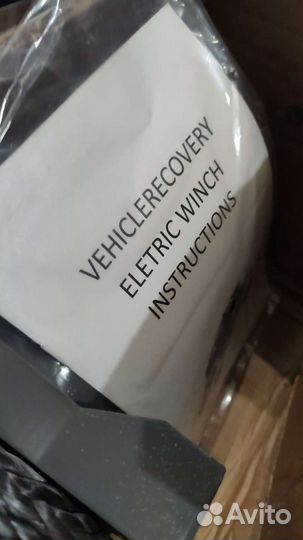 VEHICLERECOVERY
ELETRIC WINCH
INSTRUCTIONS
Avito